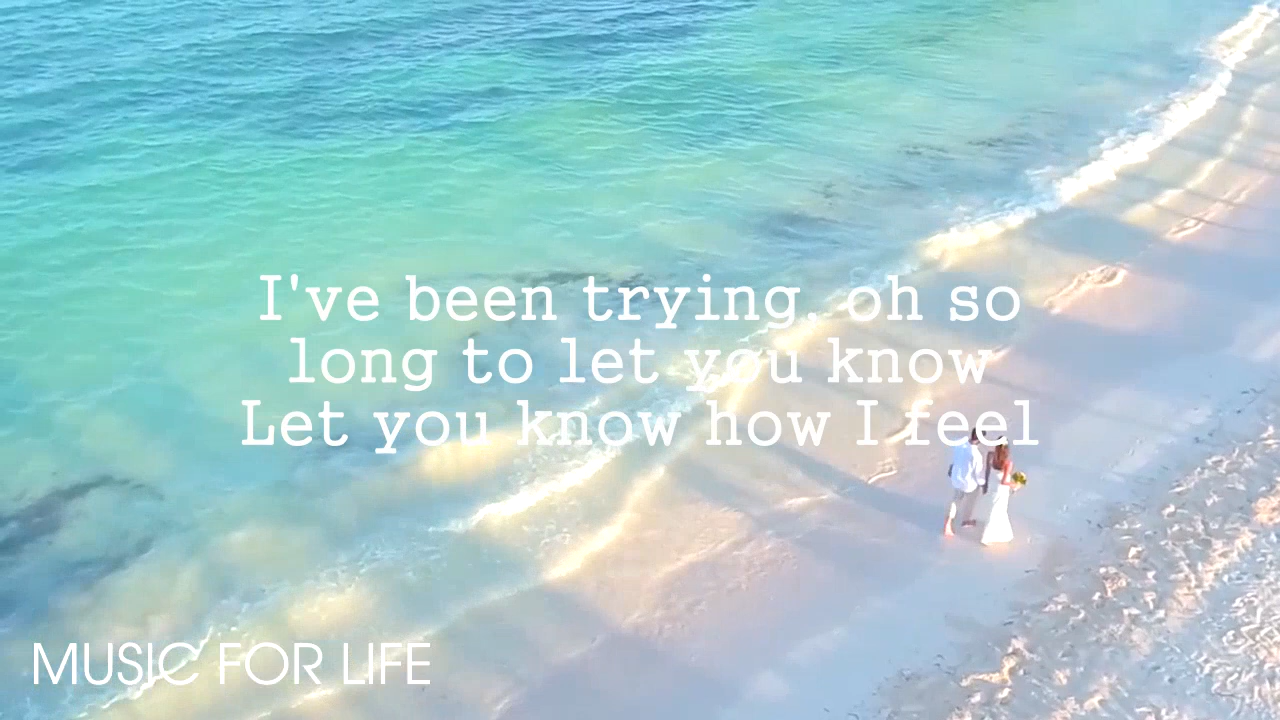 I've been trying, oh so
long to let you know
Let you know how I feel
MUSIC FOR LIFE